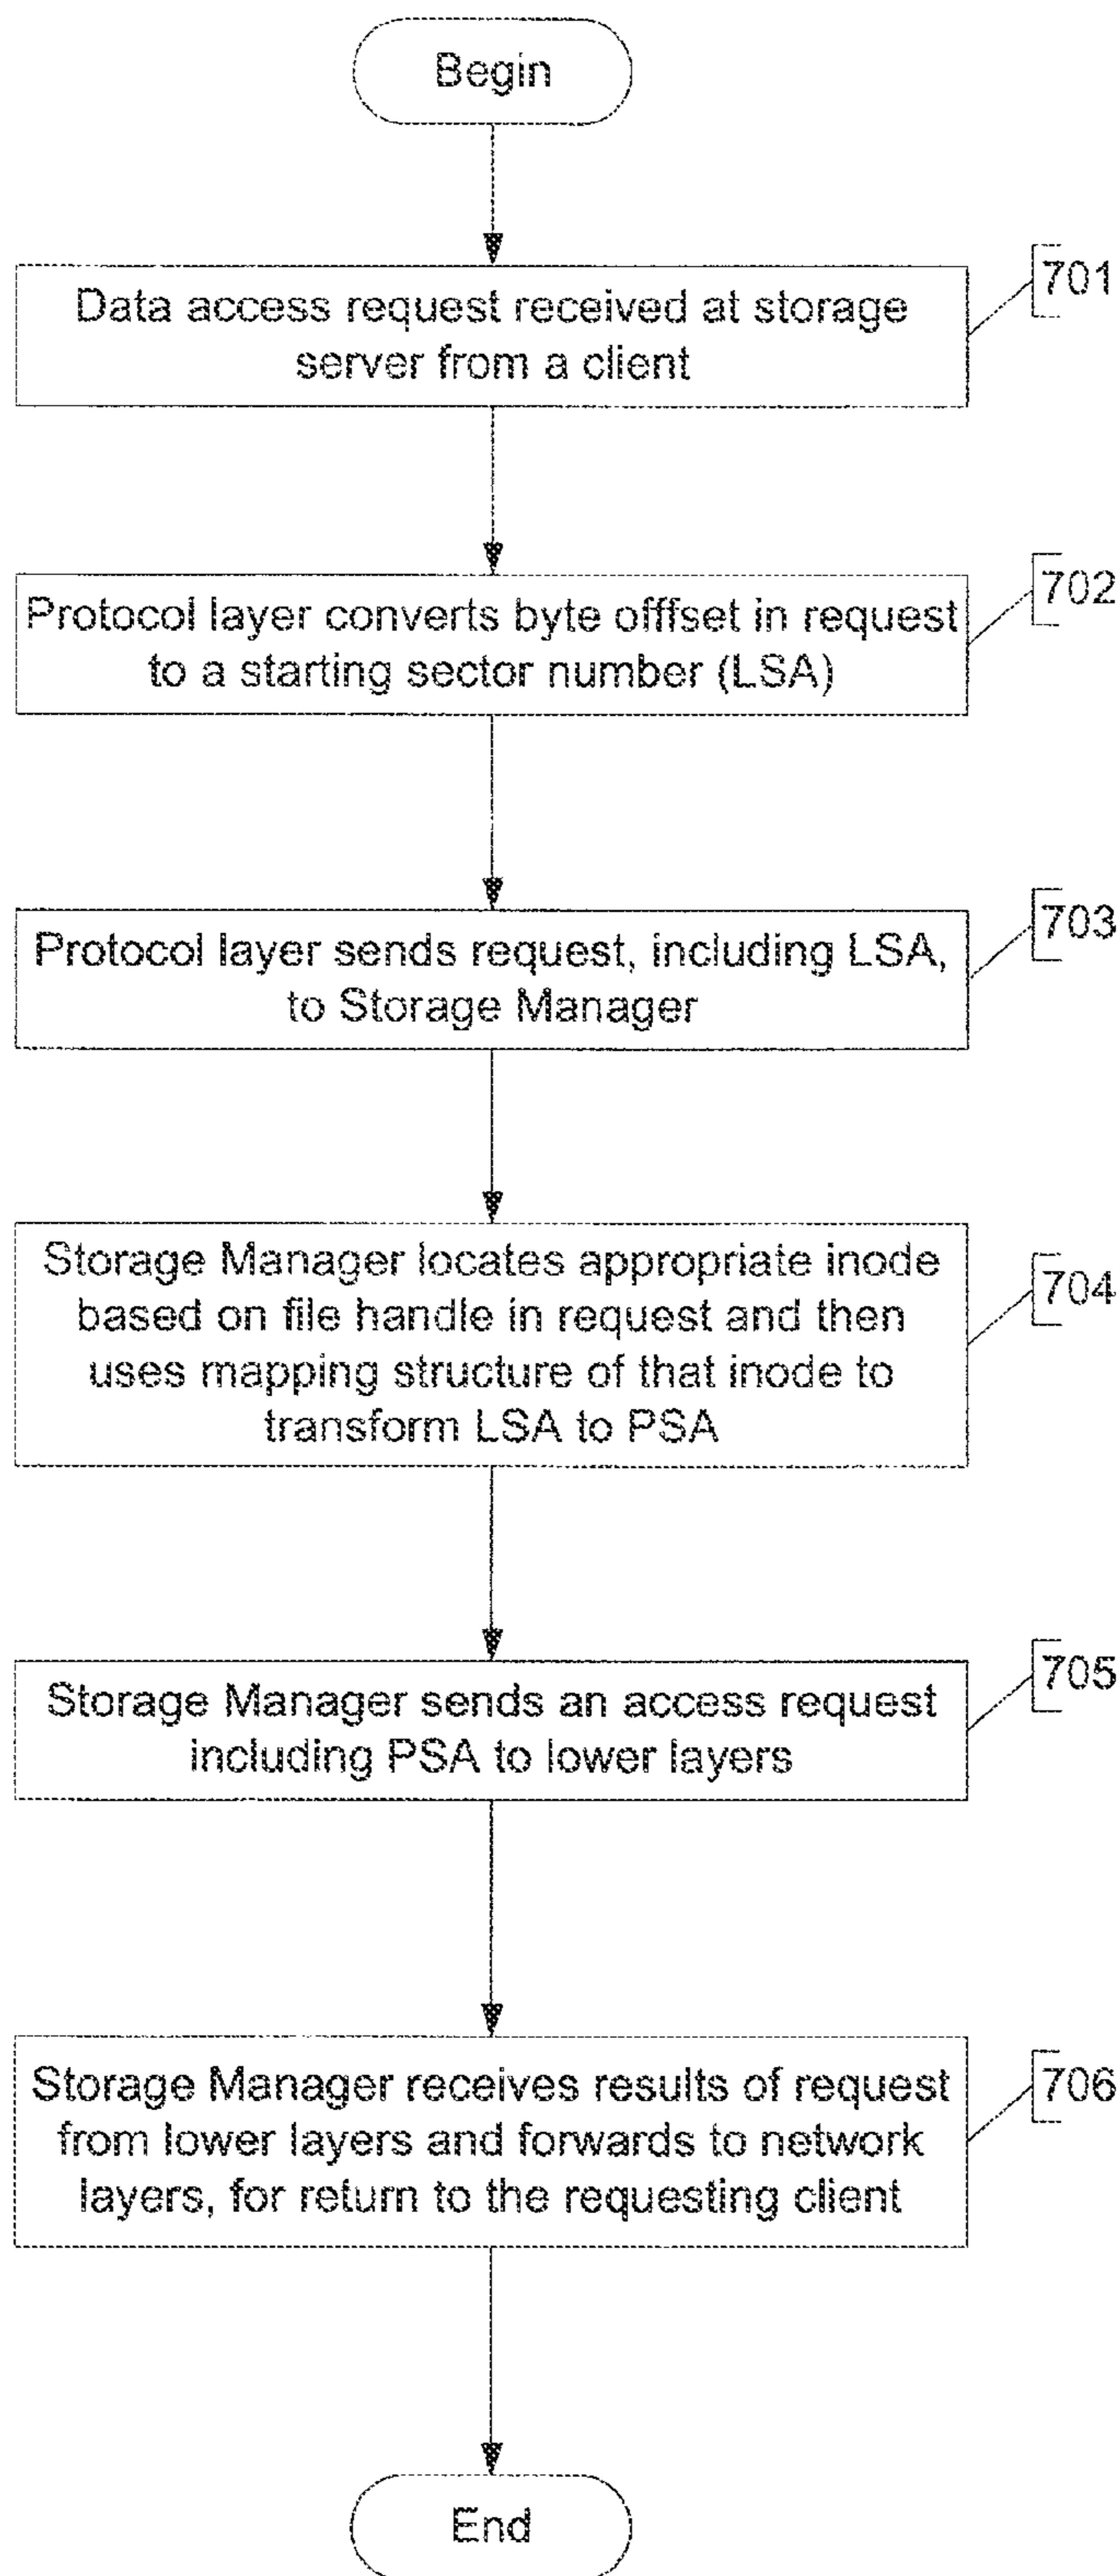 Begin
701
Data access request received at storage
server from a client
702
Protocol layer converts byte offfset in request
to a starting sector number (LSA)
703
Protocol layer sends request, including LSA,
to Storage Manager
704
Storage Manager locates appropriate inode
based on file handle in request and then
uses mapping structure of that inode to
transform LSA to PSA
705
Storage Manager sends an access request
including PSA to lower layers
706
Storage Manager receives results of request
from lower layers and forwards to network
layers, for return to the requesting client
End